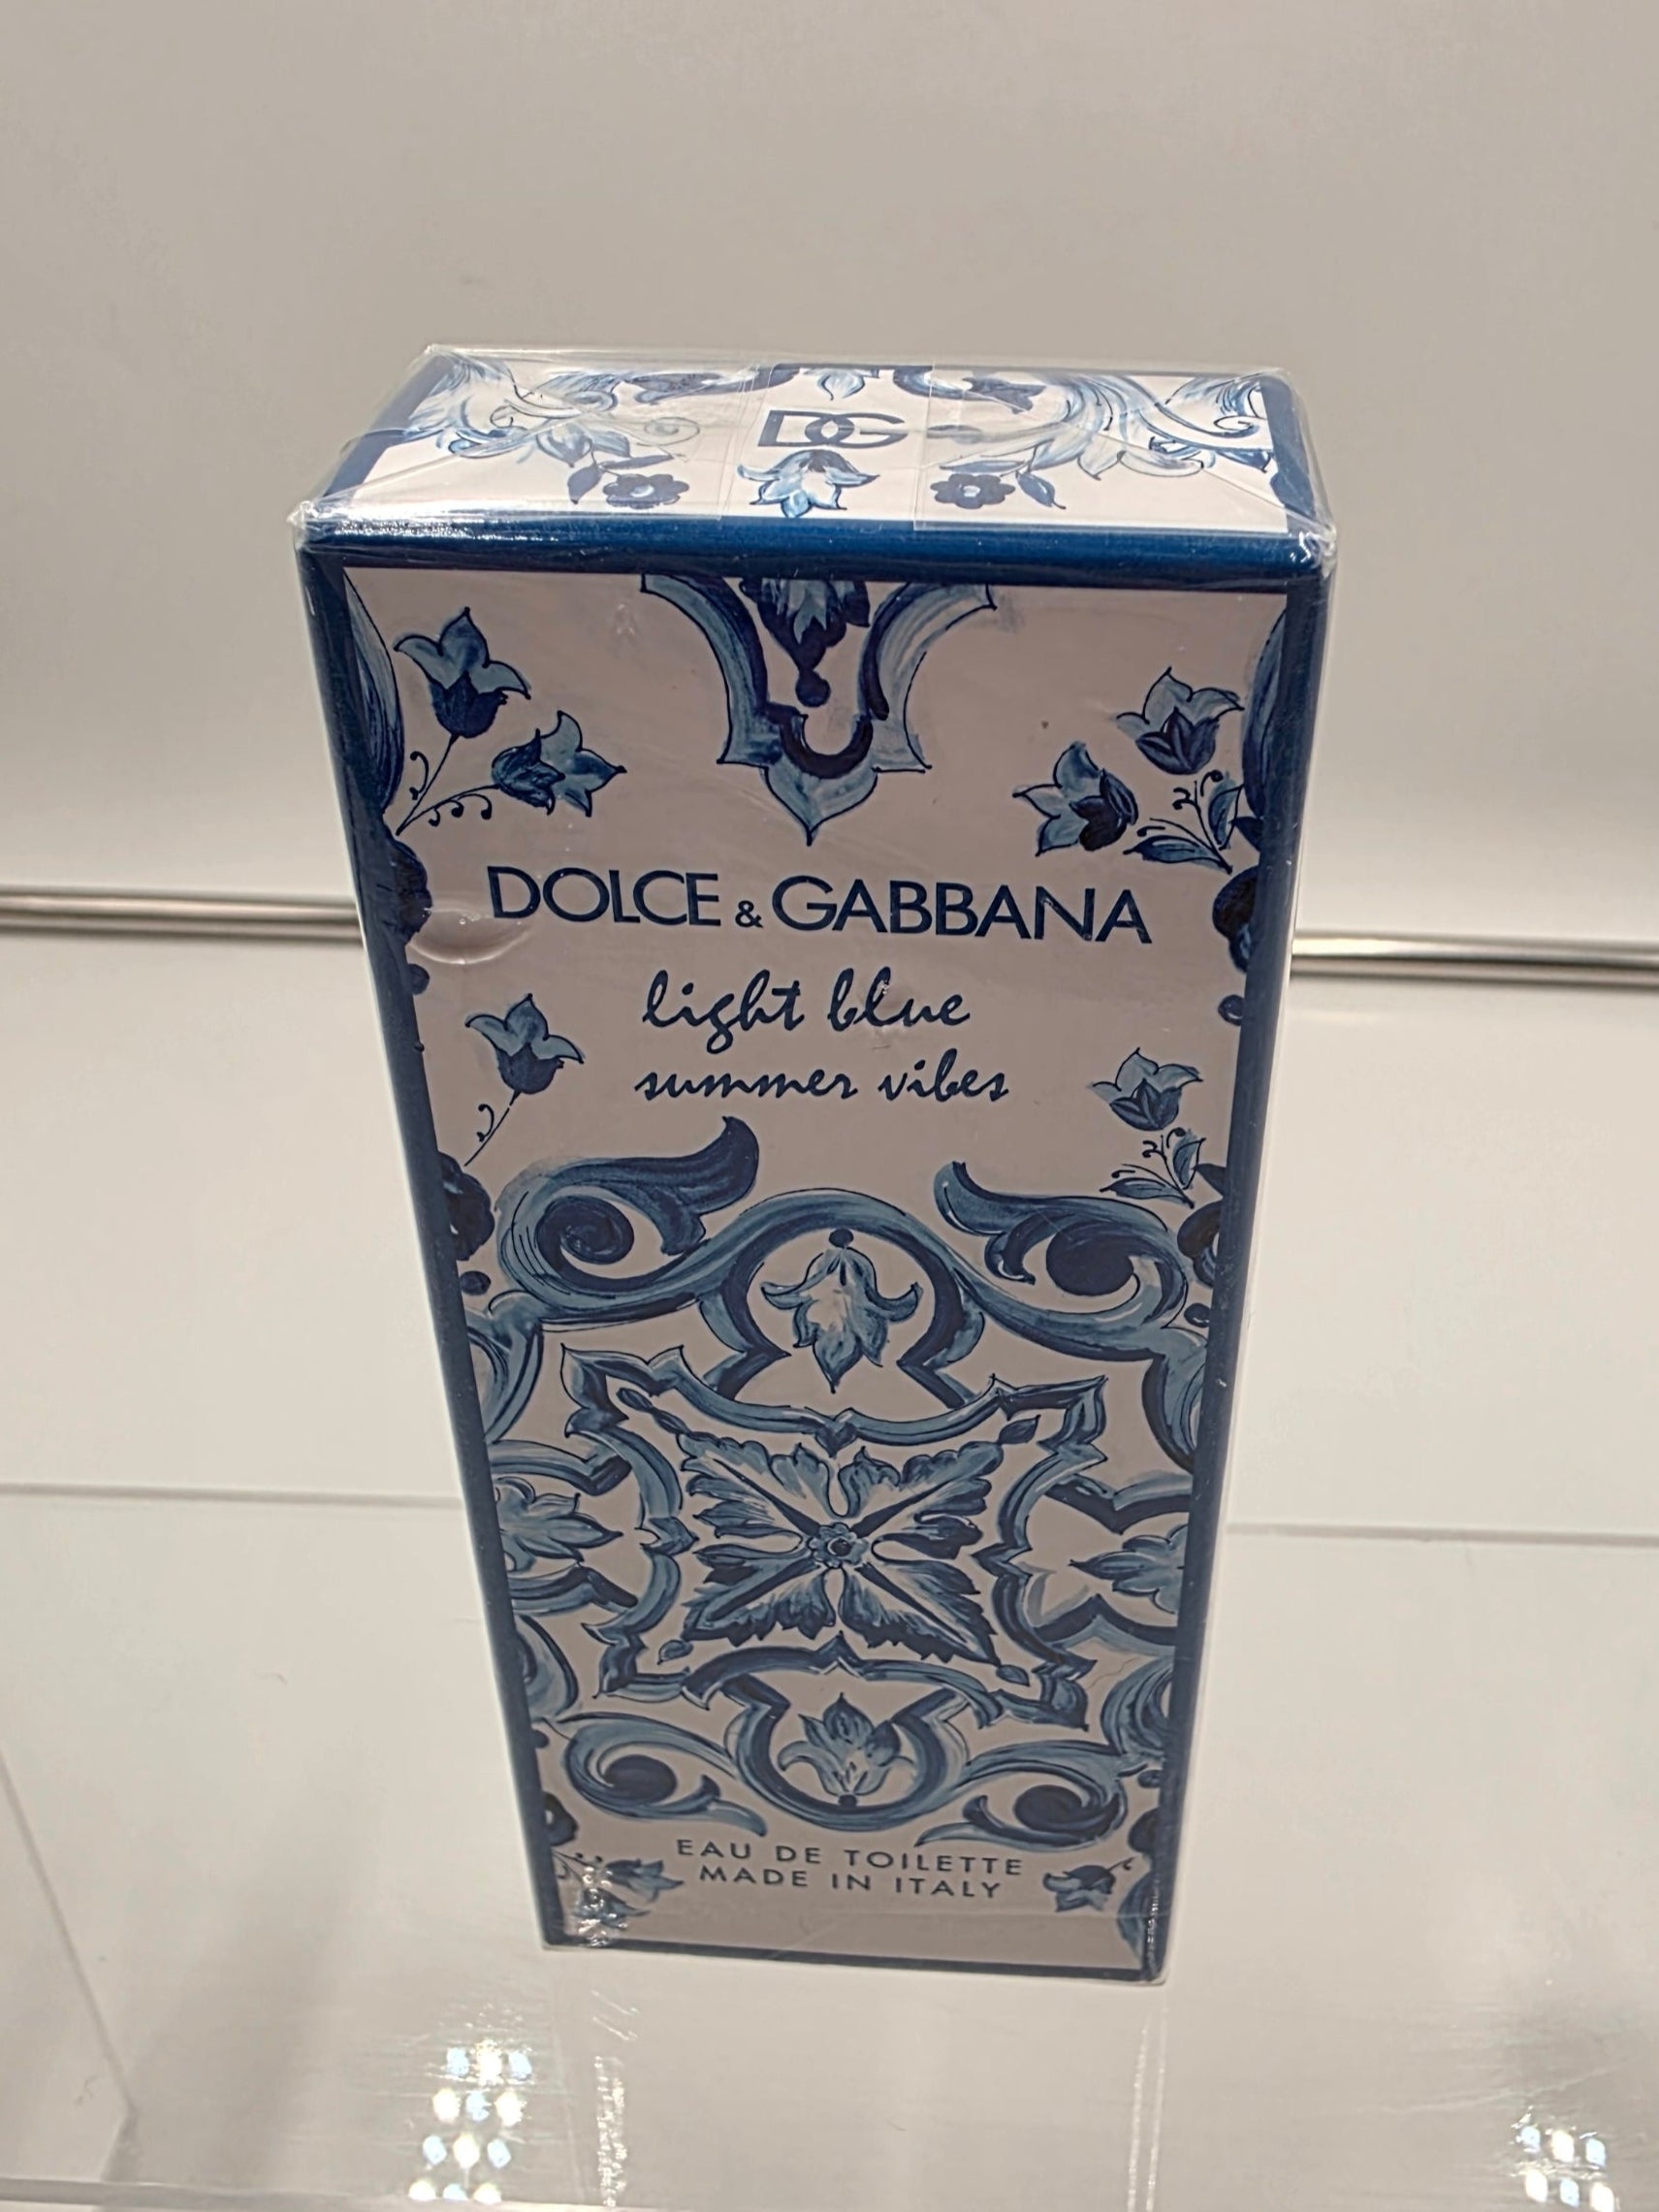 DG
DOLCE & GABBANA
light blue
summer vibes
EAU DE TOILETTE
MADE IN ITALY